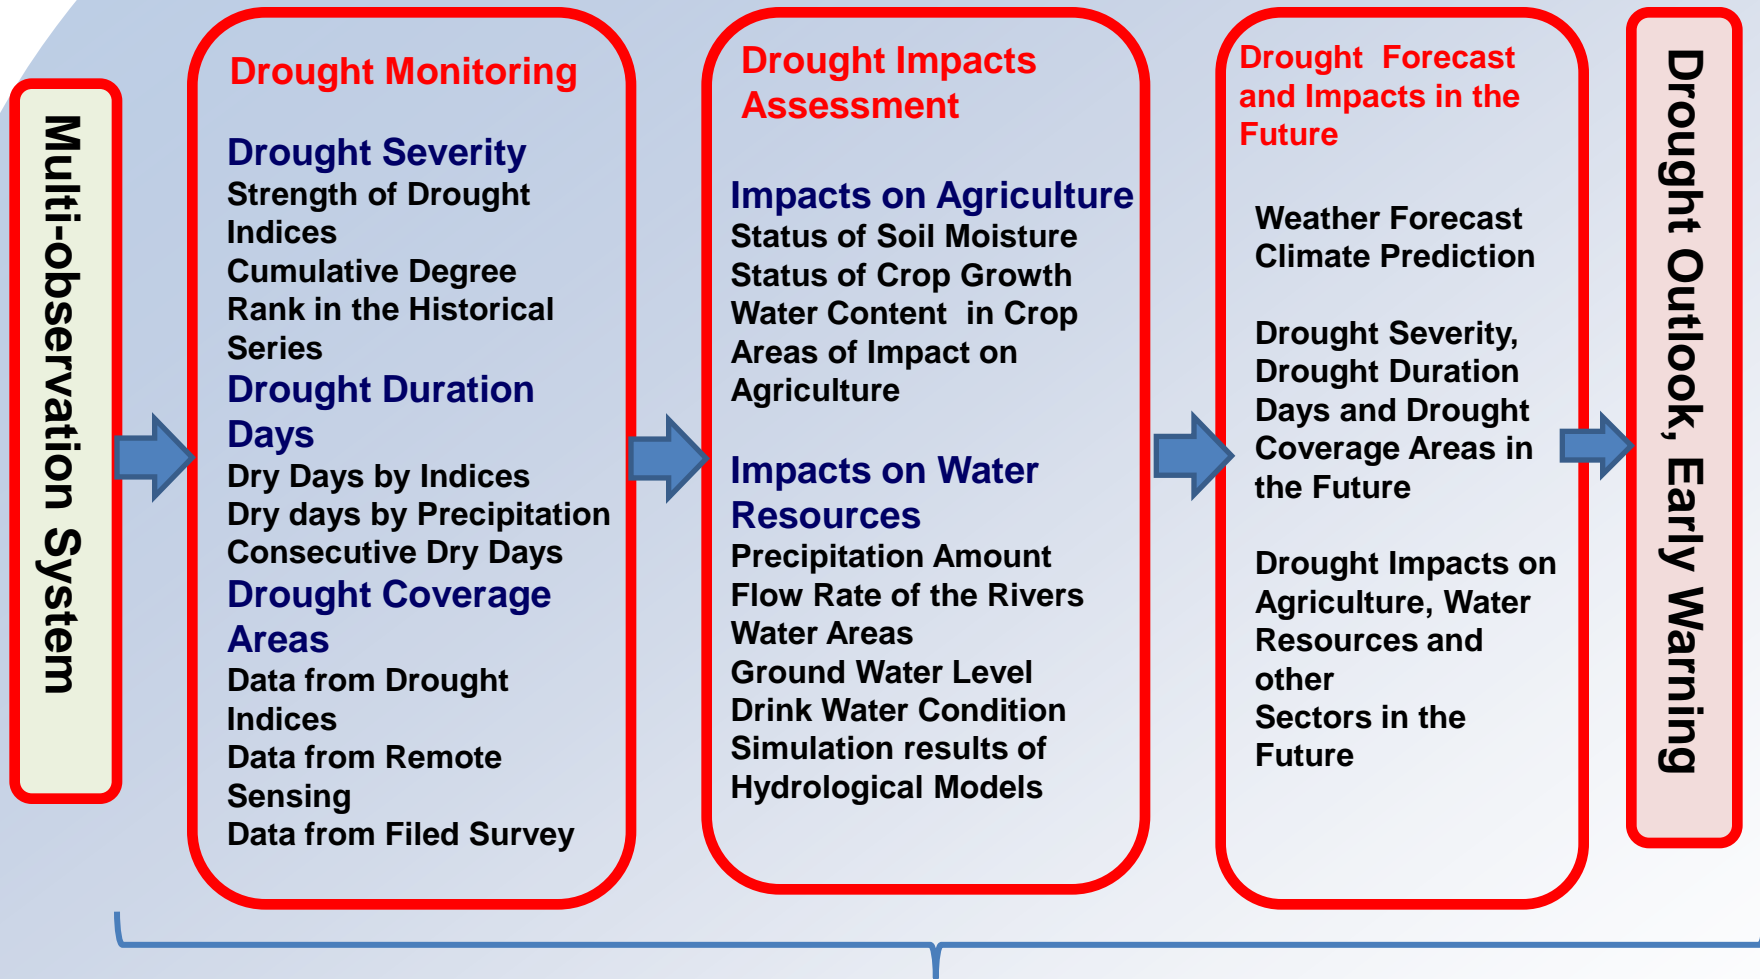 Multi-observation System
Drought Monitoring
Drought Severity
Strength of Drought
Indices
Cumulative Degree
Rank in the Historical
Series
Drought Duration
Days
Dry Days by Indices
Dry days by Precipitation
Consecutive Dry Days
Drought Coverage
Areas
Data from Drought
Indices
Data from Remote
Sensing
Data from Filed Survey
Drought Impacts
Assessment
Impacts on Agriculture
Status of Soil Moisture
Status of Crop Growth
Water Content in Crop
Areas of Impact on
Agriculture
Impacts on Water
Resources
Precipitation Amount
Flow Rate of the Rivers
Water Areas
Ground Water Level
Drink Water Condition
Simulation results of
Hydrological Models
Drought Forecast
and Impacts in the
Future
Weather Forecast
Climate Prediction
Drought Severity,
Drought Duration
Days and Drought
Coverage Areas in
the Future
Drought Impacts on
Agriculture, Water
Resources and
other
Sectors in the
Future
Drought Outlook, Early Warning